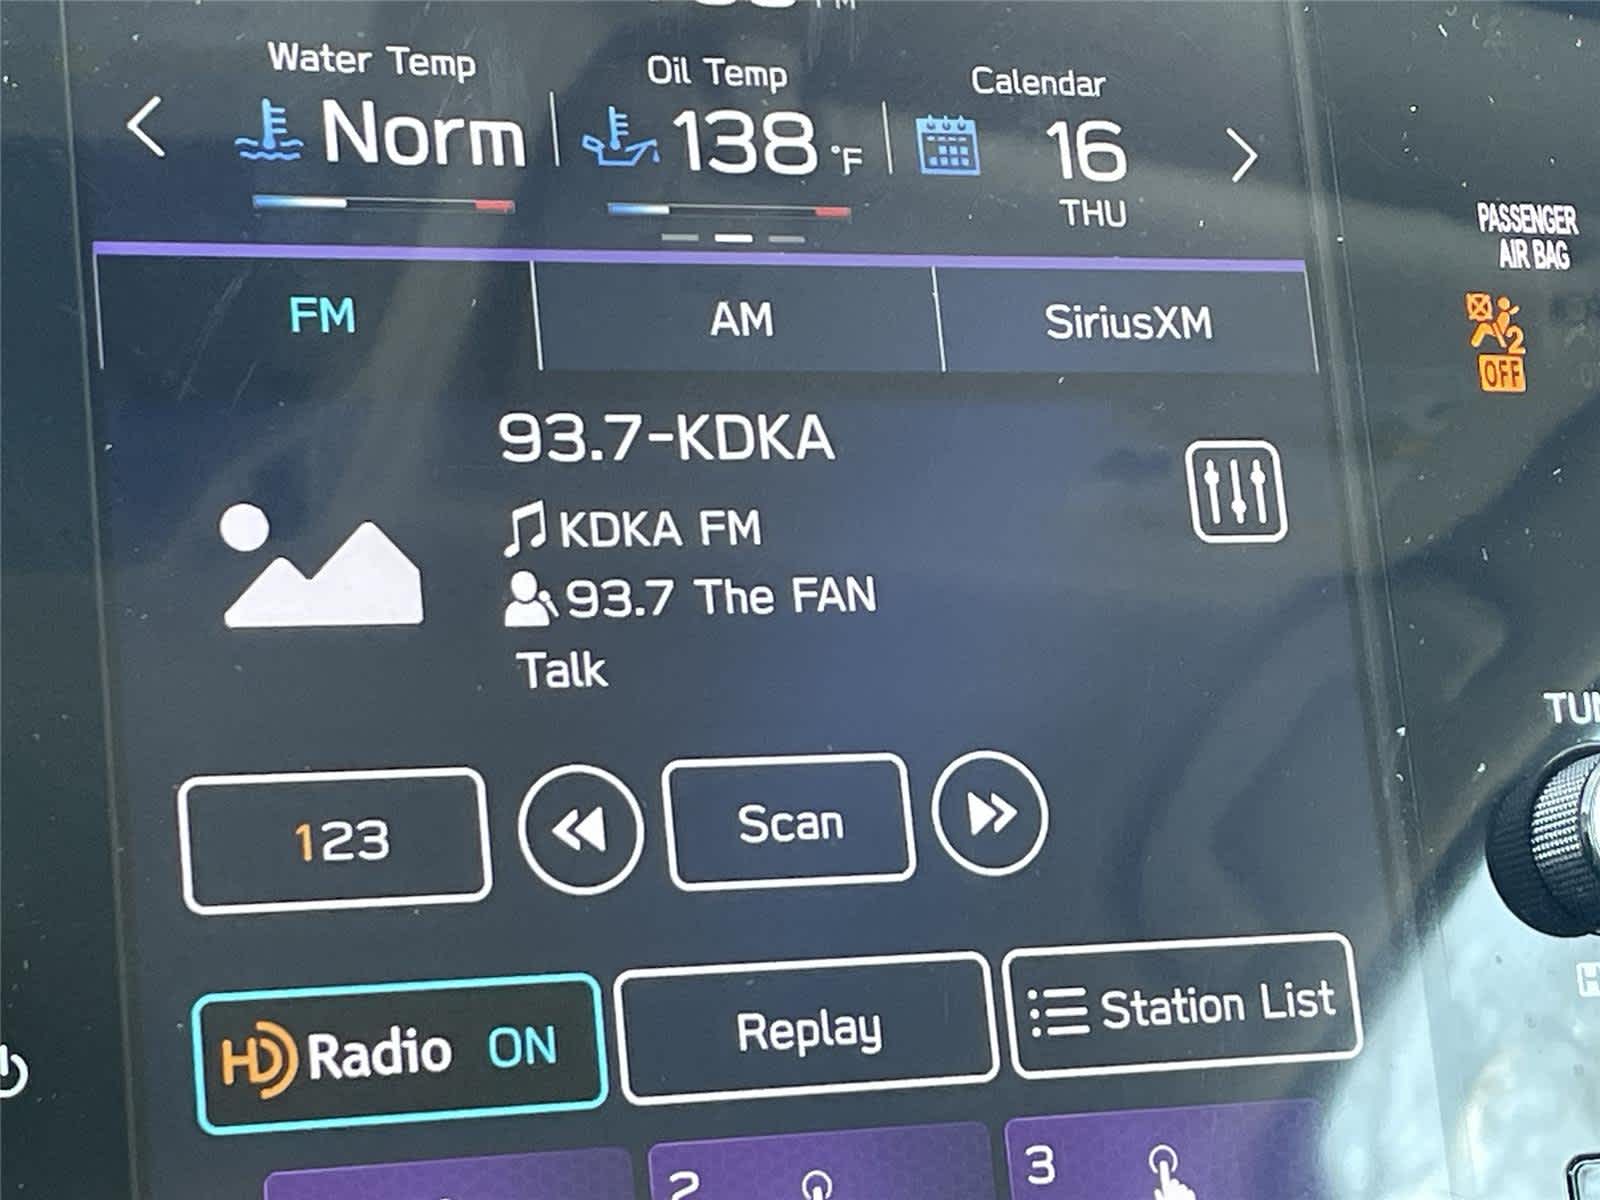 Water Temp
Oil Temp
Calendar
Norm
138 °F
16
THU
PASSENGER
AIR BAG
2
OFF
FM
AM
SiriusXM
93.7-KDKA
KDKA FM
93.7 The FAN
Talk
123
Scan
HD Radio ON
Replay
Station List
2
3